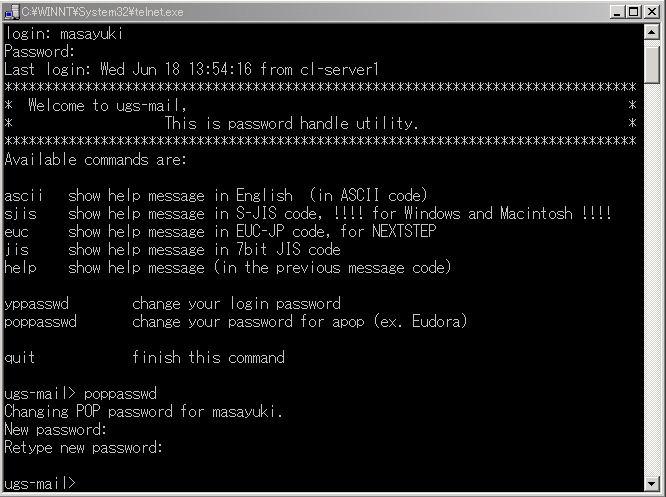 C:¥WINNT¥System32¥telnet.exe
login: masayuki
Password:
Last login: Wed Jun 18 13:54:16 from cl-server1
*******************************************************************************
*  Welcome to ugs-mail,                                                       *
*                   This is password handle utility.                          *
*******************************************************************************
Available commands are:
ascii   show help message in English  (in ASCII code)
sjis    show help message in S-JIS code, !!!! for Windows and Macintosh !!!!
euc     show help message in EUC-JP code, for NEXTSTEP
jis     show help message in 7bit JIS code
help    show help message (in the previous message code)
yppasswd        change your login password
poppasswd       change your password for apop (ex. Eudora)
quit            finish this command
ugs-mail> poppasswd
Changing POP password for masayuki.
New password:
Retype new password:
ugs-mail>